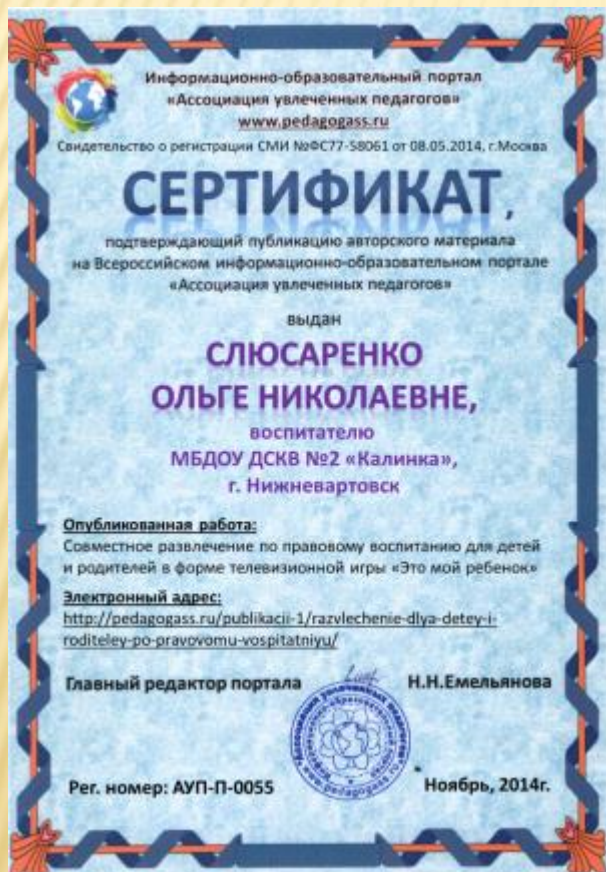 Информационно-образовательный портал
«Ассоциация увлеченных педагогов»
www.pedagogass.ru
Свидетельство о регистрации СМИ №ФС77-58061 от 08.05.2014, г.Москва
СЕРТИФИКАТ,
подтверждающий публикацию авторского материала
на Всероссийском информационно-образовательном портале
«Ассоциация увлеченных педагогов»
выдан
СЛЮСАРЕНКО
ОЛЬГЕ НИКОЛАЕВНЕ,
воспитателю
МБДОУ ДСКВ №2 «Калинка»,
г. Нижневартовск
Опубликованная работа:
Совместное развлечение по правовому воспитанию для детей
и родителей в форме телевизионной игры «Это мой ребенок»
Электронный адрес:
http://pedagogass.ru/publikacii-1/razvlechenie-dlya-detey-i-
roditeley-po-pravovomu-vospitatniyu/
Главный редактор портала Н.Н.Емельянова
www.pedagogass.ru
Рег. номер: АУП-П-0055 Ноябрь, 2014г.